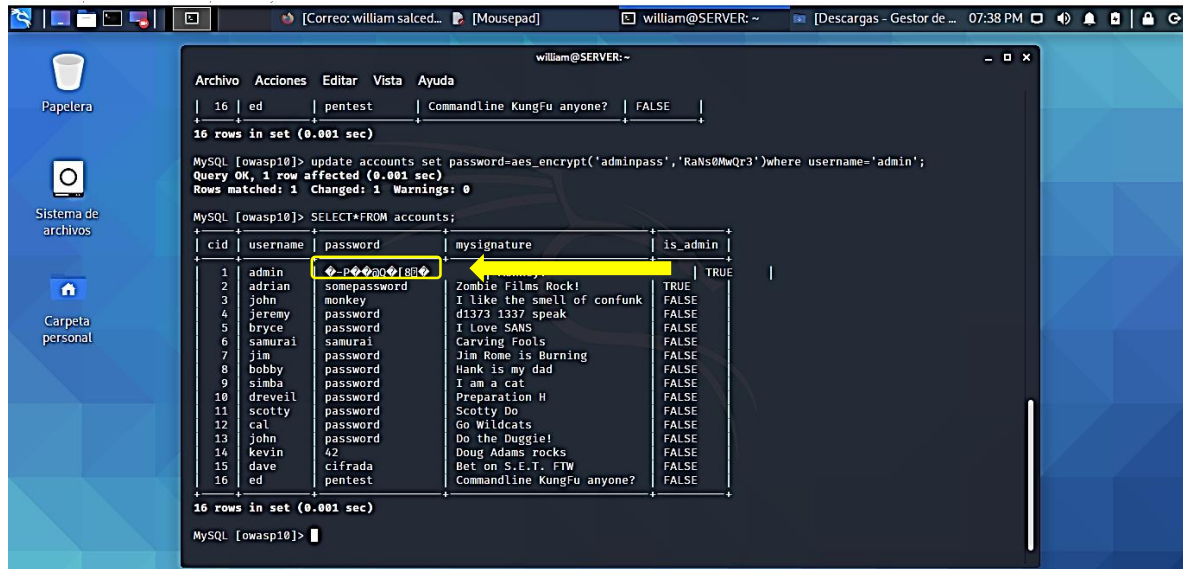 [Correo: william salced... [Mousepad] william@SERVER: ~ [Descargas - Gestor de ... 07:38 PM
william@SERVER:~
Archivo Acciones Editar Vista Ayuda
Papelera
Sistema de
archivos
Carpeta
personal
| 16 | ed | pentest | Commandline KungFu anyone? | FALSE |
16 rows in set (0.001 sec)
MySQL [owasp10]> update accounts set password=aes_encrypt('adminpass','RaNs0MwQr3')where username='admin';
Query OK, 1 row affected (0.001 sec)
Rows matched: 1 Changed: 1 Warnings: 0
MySQL [owasp10]> SELECT*FROM accounts;
| cid | username | password | mysignature | is_admin |
| 1 | admin | �-P��@Q�[8� | | TRUE |
| 2 | adrian | somepassword | Zombie Films Rock! | TRUE |
| 3 | john | monkey | I like the smell of confunk | FALSE |
| 4 | jeremy | password | d1373 1337 speak | FALSE |
| 5 | bryce | password | I Love SANS | FALSE |
| 6 | samurai | samurai | Carving Fools | FALSE |
| 7 | jim | password | Jim Rome is Burning | FALSE |
| 8 | bobby | password | Hank is my dad | FALSE |
| 9 | simba | password | I am a cat | FALSE |
| 10 | dreveil | password | Preparation H | FALSE |
| 11 | scotty | password | Scotty Do | FALSE |
| 12 | cal | password | Go Wildcats | FALSE |
| 13 | john | password | Do the Duggie! | FALSE |
| 14 | kevin | 42 | Doug Adams rocks | FALSE |
| 15 | dave | cifrada | Bet on S.E.T. FTW | FALSE |
| 16 | ed | pentest | Commandline KungFu anyone? | FALSE |
16 rows in set (0.001 sec)
MySQL [owasp10]>